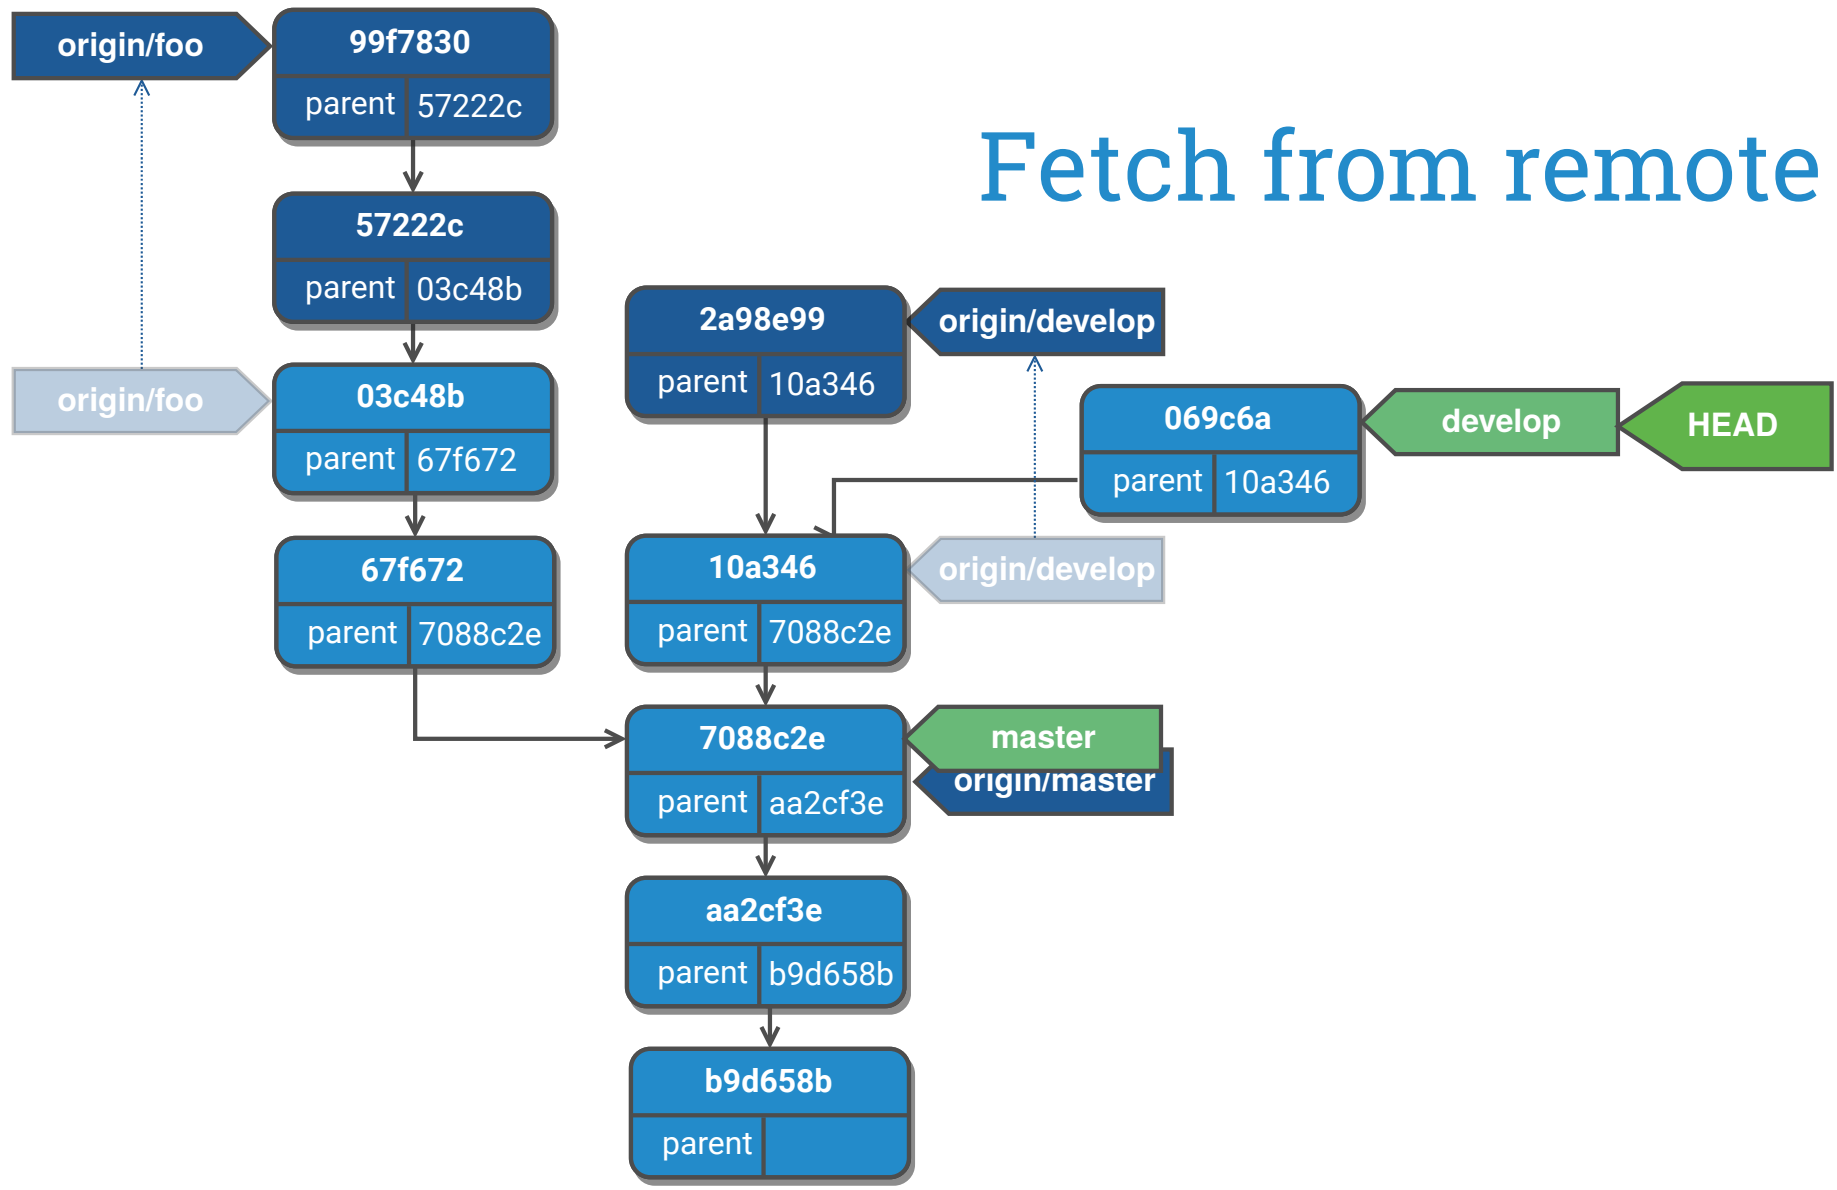 Fetch from remote
origin/foo
99f7830
parent 57222c
57222c
parent 03c48b
origin/foo
03c48b
parent 67f672
67f672
parent 7088c2e
2a98e99
parent 10a346
origin/develop
069c6a
parent 10a346
develop
HEAD
10a346
parent 7088c2e
origin/develop
7088c2e
parent aa2cf3e
master
origin/master
aa2cf3e
parent b9d658b
b9d658b
parent